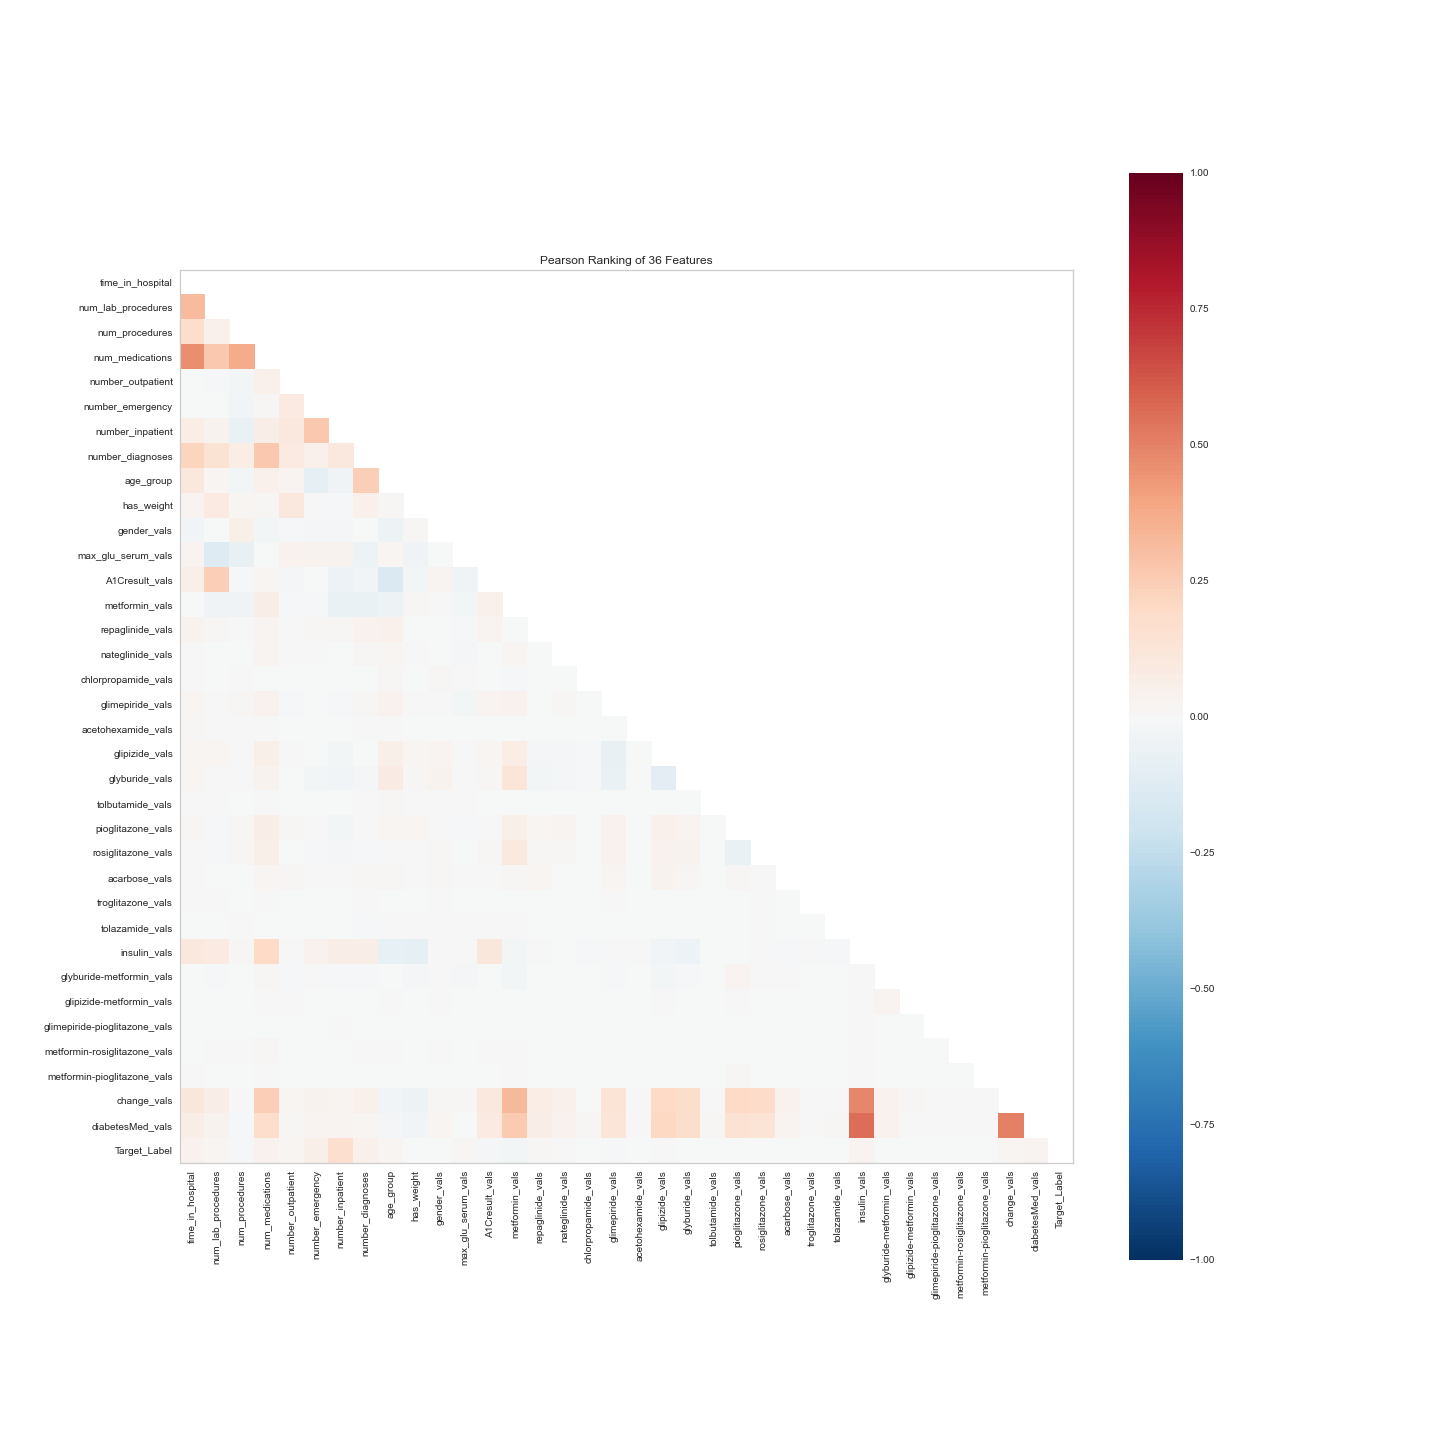 Pearson Ranking of 36 Features
time_in_hospital
num_lab_procedures
num_procedures
num_medications
number_outpatient
number_emergency
number_inpatient
number_diagnoses
age_group
has_weight
gender_vals
max_glu_serum_vals
A1Cresult_vals
metformin_vals
repaglinide_vals
nateglinide_vals
chlorpropamide_vals
glimepiride_vals
acetohexamide_vals
glipizide_vals
glyburide_vals
tolbutamide_vals
pioglitazone_vals
rosiglitazone_vals
acarbose_vals
troglitazone_vals
tolazamide_vals
insulin_vals
glyburide-metformin_vals
glipizide-metformin_vals
glimepiride-pioglitazone_vals
metformin-rosiglitazone_vals
metformin-pioglitazone_vals
change_vals
diabetesMed_vals
Target_Label
time_in_hospital
num_lab_procedures
num_procedures
num_medications
number_outpatient
number_emergency
number_inpatient
number_diagnoses
age_group
has_weight
gender_vals
max_glu_serum_vals
A1Cresult_vals
metformin_vals
repaglinide_vals
nateglinide_vals
chlorpropamide_vals
glimepiride_vals
acetohexamide_vals
glipizide_vals
glyburide_vals
tolbutamide_vals
pioglitazone_vals
rosiglitazone_vals
acarbose_vals
troglitazone_vals
tolazamide_vals
insulin_vals
glyburide-metformin_vals
glipizide-metformin_vals
glimepiride-pioglitazone_vals
metformin-rosiglitazone_vals
metformin-pioglitazone_vals
change_vals
diabetesMed_vals
Target_Label
1.00
0.75
0.50
0.25
0.00
−0.25
−0.50
−0.75
−1.00